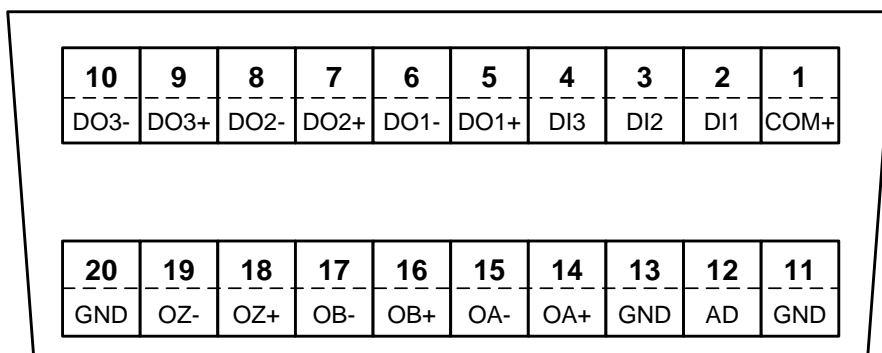 10 9 8 7 6 5 4 3 2 1
DO3- DO3+ DO2- DO2+ DO1- DO1+ DI3 DI2 DI1 COM+
20 19 18 17 16 15 14 13 12 11
GND OZ- OZ+ OB- OB+ OA- OA+ GND AD GND